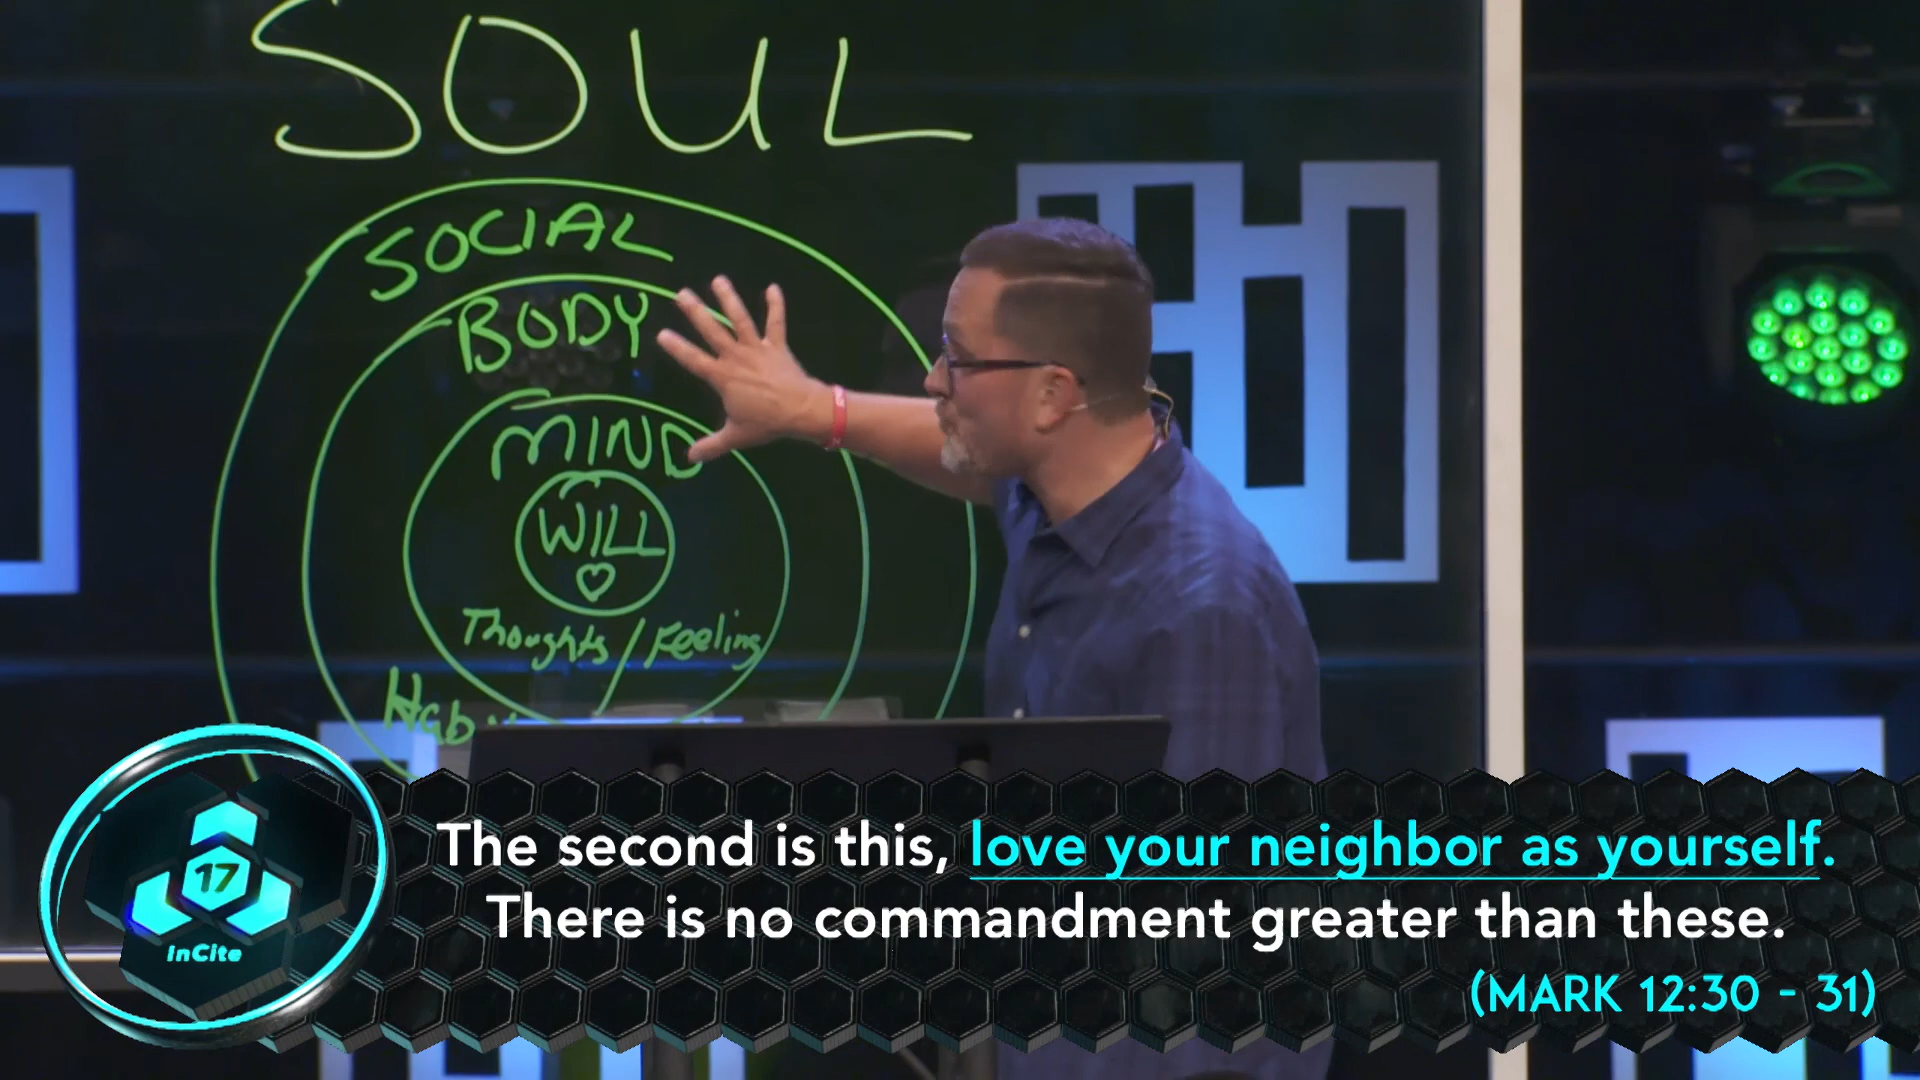 SOUL
SOCIAL
BODY
MIND
WILL
Thoughts / Feeling
17
InCite
The second is this, love your neighbor as yourself.
There is no commandment greater than these.
(MARK 12:30 - 31)